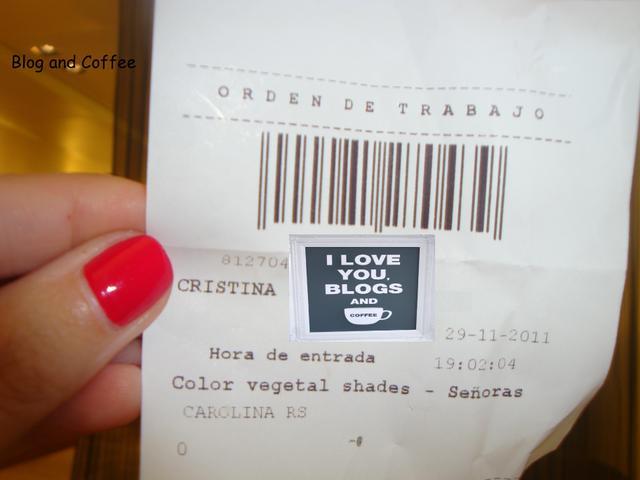 Blog and Coffee
ORDEN DE TRABAJO
812704
CRISTINA
I LOVE
YOU,
BLOGS
AND
COFFEE
29-11-2011
Hora de entrada 19:02:04
Color vegetal shades - Señoras
CAROLINA RS
0